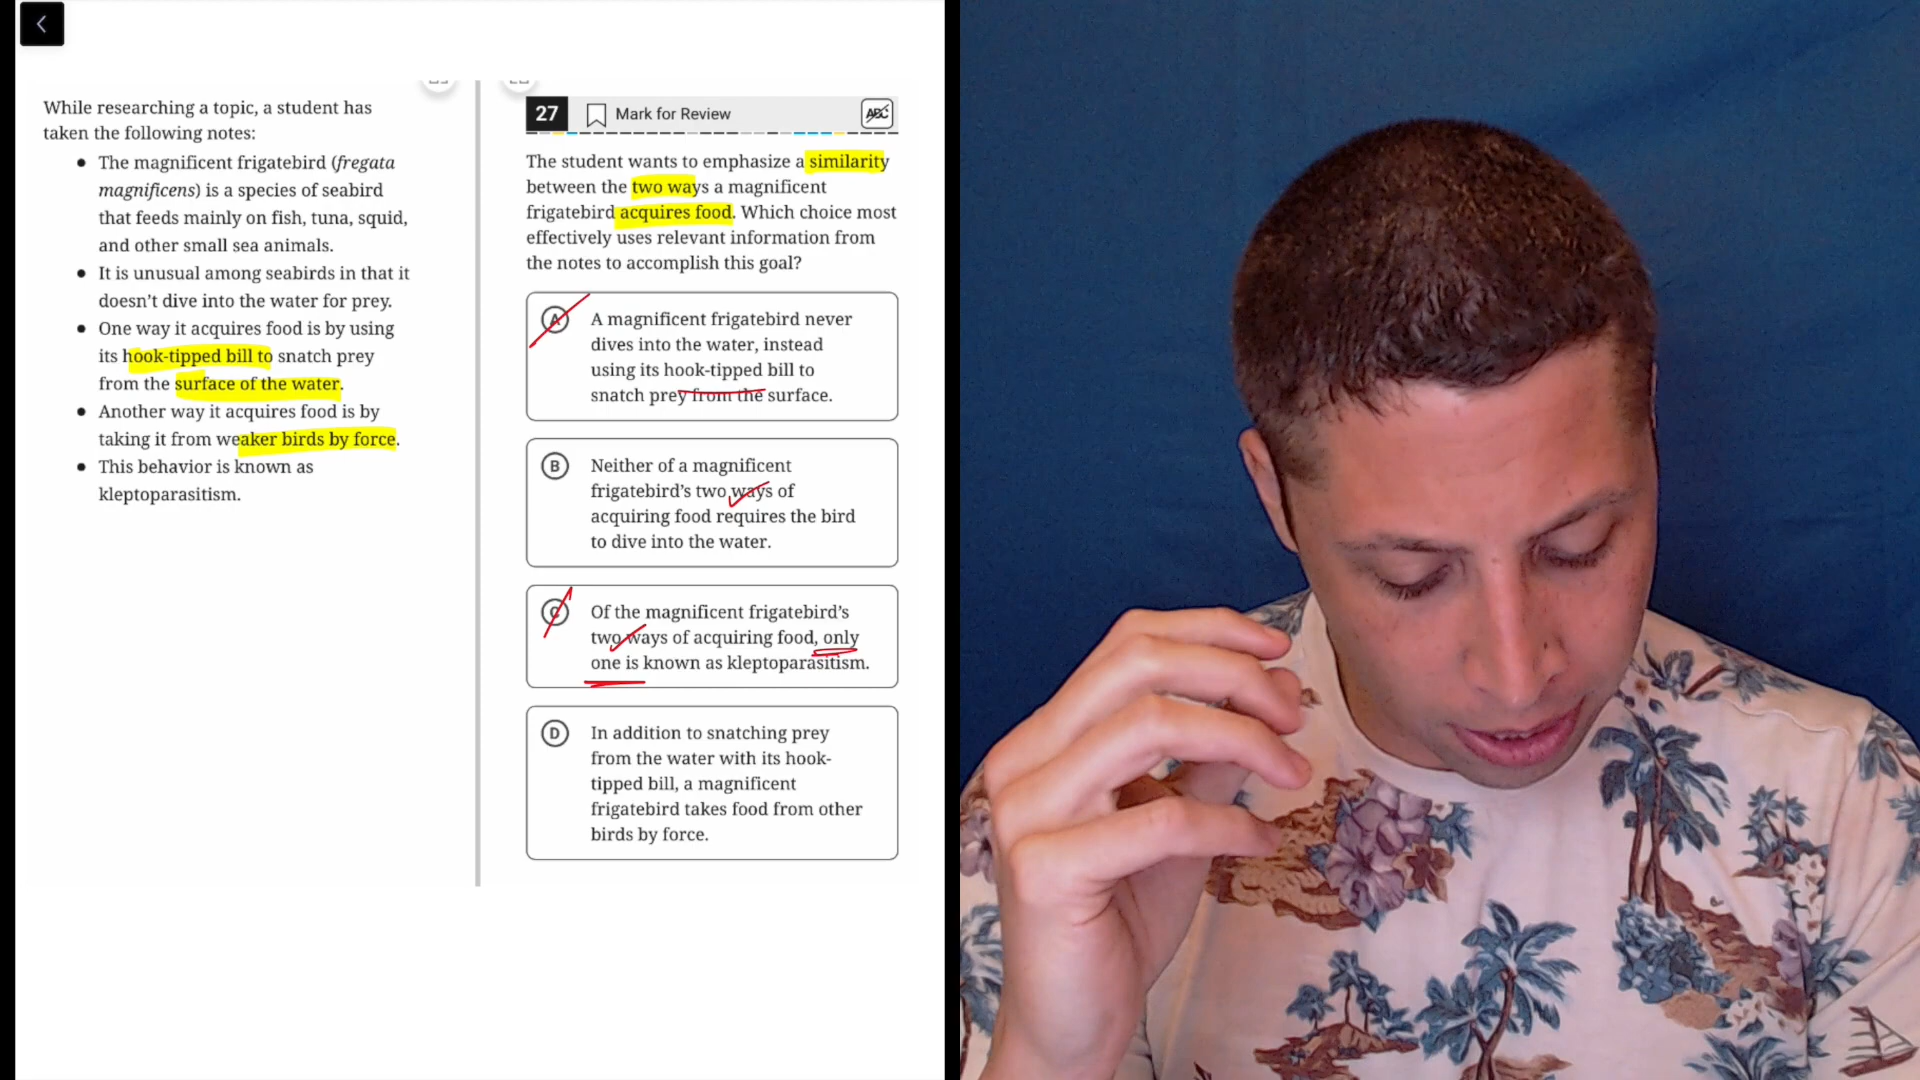 While researching a topic, a student has
taken the following notes:
• The magnificent frigatebird (fregata
magnificens) is a species of seabird
that feeds mainly on fish, tuna, squid,
and other small sea animals.
• It is unusual among seabirds in that it
doesn't dive into the water for prey.
• One way it acquires food is by using
its hook-tipped bill to snatch prey
from the surface of the water.
• Another way it acquires food is by
taking it from weaker birds by force.
• This behavior is known as
kleptoparasitism.
27 Mark for Review ABC
The student wants to emphasize a similarity
between the two ways a magnificent
frigatebird acquires food. Which choice most
effectively uses relevant information from
the notes to accomplish this goal?
A A magnificent frigatebird never
dives into the water, instead
using its hook-tipped bill to
snatch prey from the surface.
B Neither of a magnificent
frigatebird's two ways of
acquiring food requires the bird
to dive into the water.
C Of the magnificent frigatebird's
two ways of acquiring food, only
one is known as kleptoparasitism.
D In addition to snatching prey
from the water with its hook-
tipped bill, a magnificent
frigatebird takes food from other
birds by force.